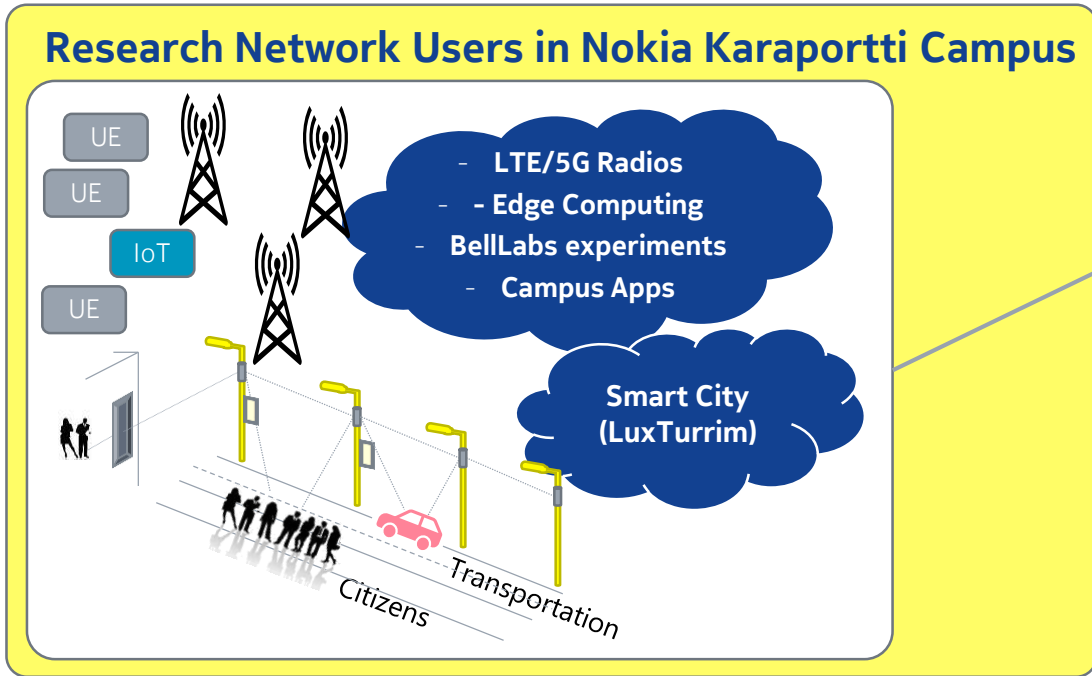 Research Network Users in Nokia Karaportti Campus
UE
UE
IoT
UE
- LTE/5G Radios
- - Edge Computing
- BellLabs experiments
- Campus Apps
Smart City
(LuxTurrim)
Citizens
Transportation